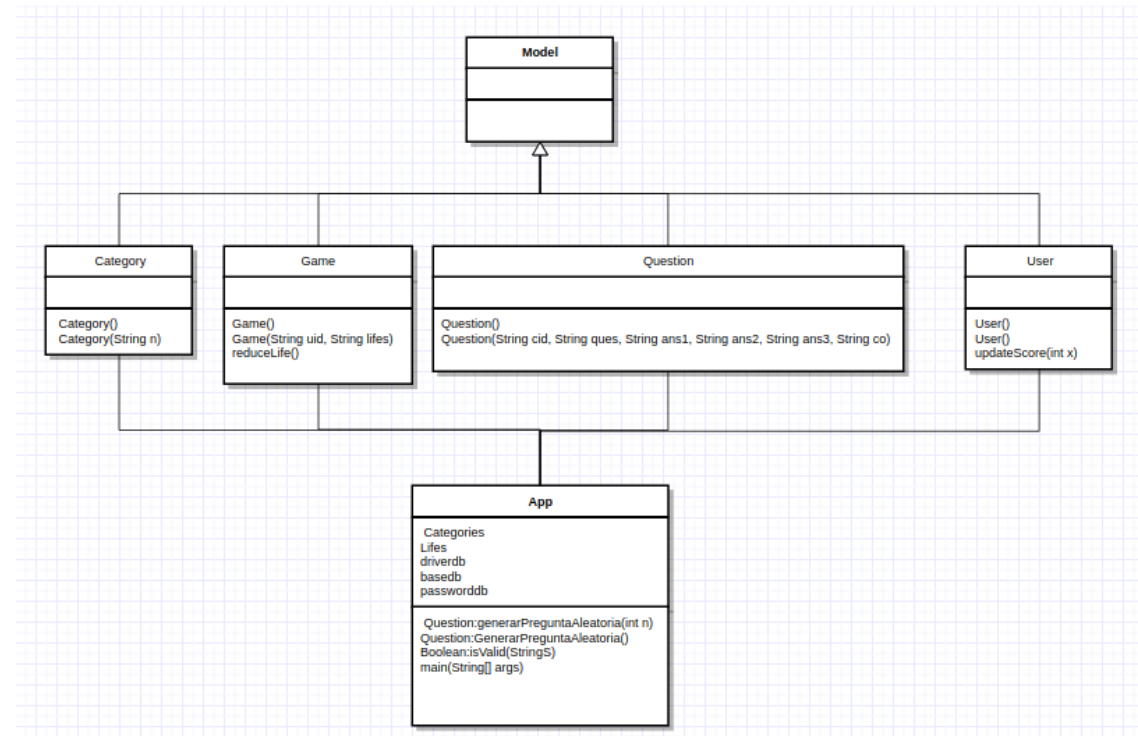 Model
Category
Category()
Category(String n)
Game
Game()
Game(String uid, String lifes)
reduceLife()
Question
Question()
Question(String cid, String ques, String ans1, String ans2, String ans3, String co)
User
User()
User()
updateScore(int x)
App
Categories
Lifes
driverdb
basedb
passworddb
Question:generarPreguntaAleatoria(int n)
Question:GenerarPreguntaAleatoria()
Boolean:isValid(StringS)
main(String[] args)